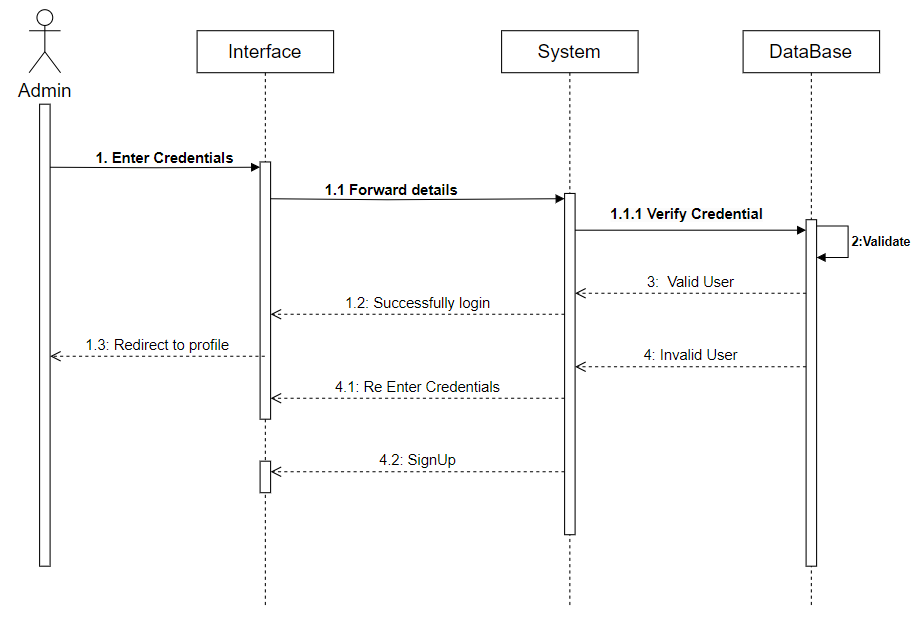 Interface
System
DataBase
Admin
1. Enter Credentials
1.1 Forward details
1.1.1 Verify Credential
2:Validate
3:  Valid User
1.2: Successfully login
1.3: Redirect to profile
4: Invalid User
4.1: Re Enter Credentials
4.2: SignUp